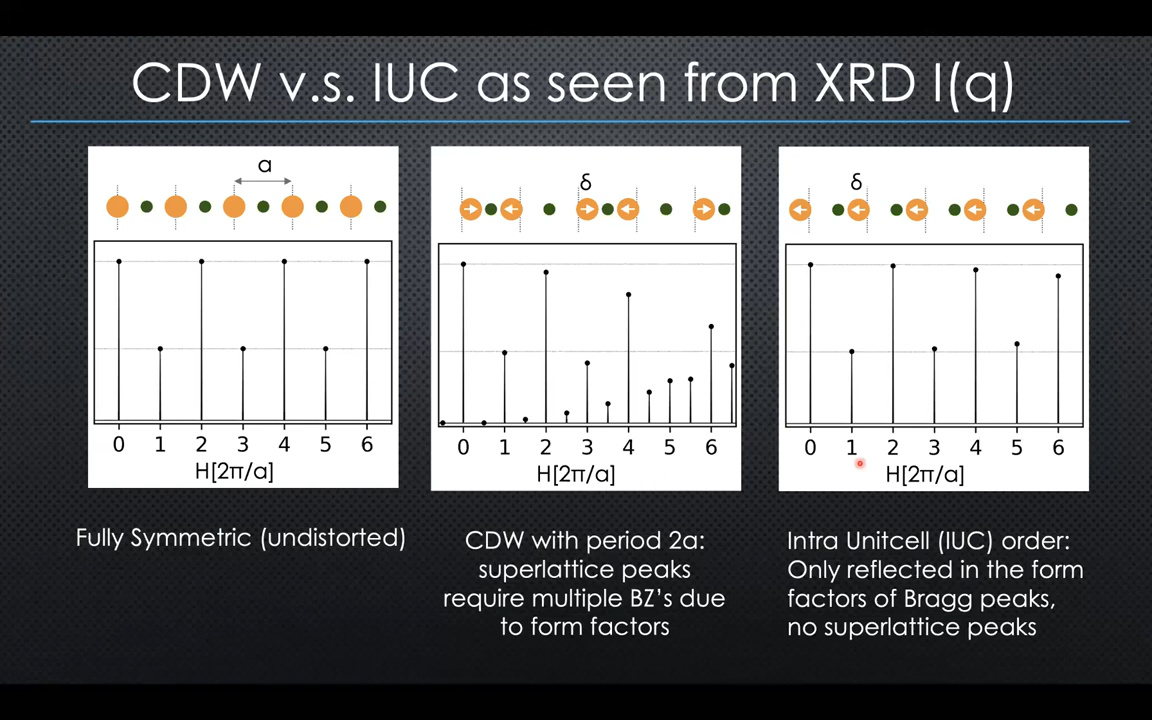 CDW v.s. IUC as seen from XRD I(q)
a
0 1 2 3 4 5 6
H[2π/a]
Fully Symmetric (undistorted)
δ
0 1 2 3 4 5 6
H[2π/a]
CDW with period 2a:
superlattice peaks
require multiple BZ's due
to form factors
δ
0 1 2 3 4 5 6
H[2π/a]
Intra Unitcell (IUC) order:
Only reflected in the form
factors of Bragg peaks,
no superlattice peaks